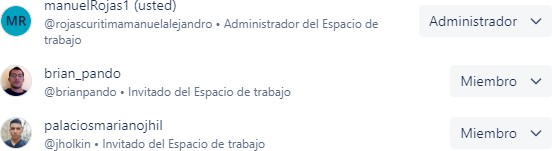 manuelRojas1 (usted)
MR
@rojascuritimamanuelalejandro • Administrador del Espacio de
trabajo
Administrador
brian_pando
@brianpando • Invitado del Espacio de trabajo
Miembro
palaciosmarianojhil
@jholkin • Invitado del Espacio de trabajo
Miembro